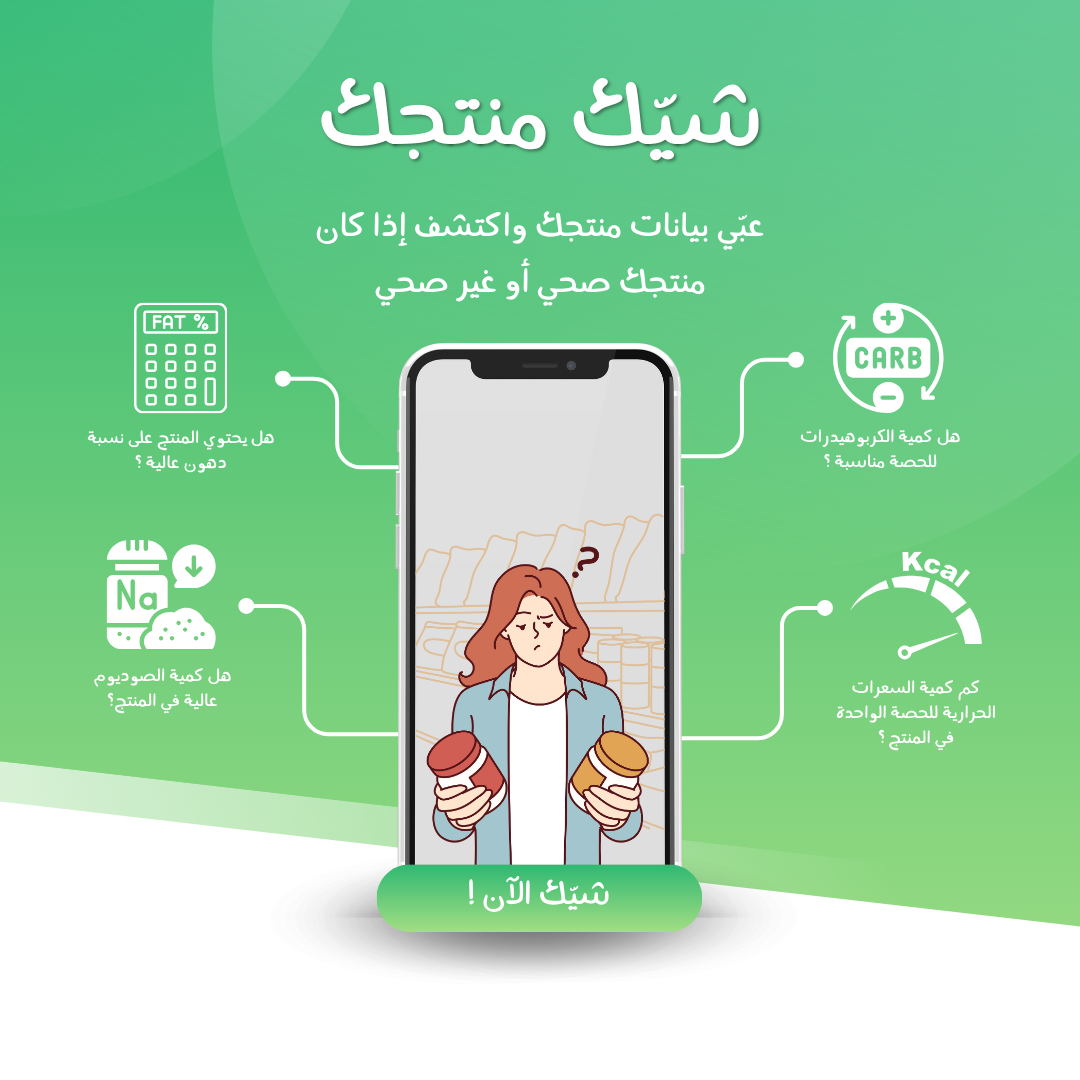 شيّك منتجك
عبّي بيانات منتجك واكتشف إذا كان
منتجك صحي أو غير صحي
CARB
هل كمية الكربوهيدرات
للحصة مناسبة ؟
FAT %
هل يحتوي المنتج على نسبة
دهون عالية ؟
?
Kcal
كم كمية السعرات
الحرارية للحصة الواحدة
في المنتج ؟
Na
هل كمية الصوديوم
عالية في المنتج؟
شيّك الآن !